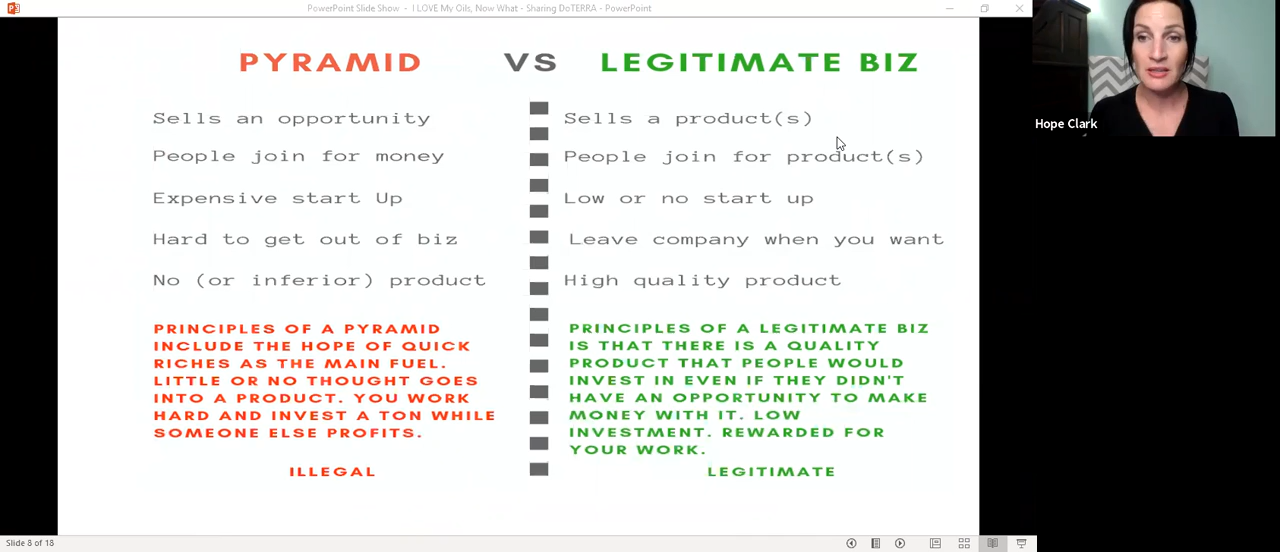 PowerPoint Slide Show - I LOVE My Oils, Now What - Sharing DoTERRA - PowerPoint
PYRAMID VS LEGITIMATE BIZ
Sells an opportunity
People join for money
Expensive start Up
Hard to get out of biz
No (or inferior) product
PRINCIPLES OF A PYRAMID
INCLUDE THE HOPE OF QUICK
RICHES AS THE MAIN FUEL.
LITTLE OR NO THOUGHT GOES
INTO A PRODUCT. YOU WORK
HARD AND INVEST A TON WHILE
SOMEONE ELSE PROFITS.
ILLEGAL
Sells a product(s)
People join for product(s)
Low or no start up
Leave company when you want
High quality product
PRINCIPLES OF A LEGITIMATE BIZ
IS THAT THERE IS A QUALITY
PRODUCT THAT PEOPLE WOULD
INVEST IN EVEN IF THEY DIDN'T
HAVE AN OPPORTUNITY TO MAKE
MONEY WITH IT. LOW
INVESTMENT. REWARDED FOR
YOUR WORK.
LEGITIMATE
Hope Clark
Slide 8 of 18